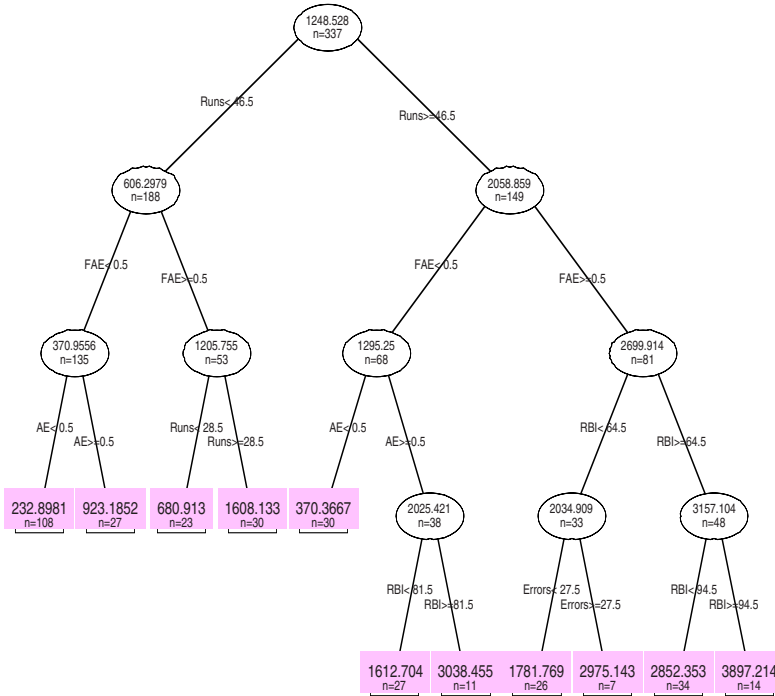 1248.528
n=337
Runs< 46.5
Runs>=46.5
606.2979
n=188
2058.859
n=149
FAE< 0.5
FAE>=0.5
FAE< 0.5
FAE>=0.5
370.9556
n=135
1205.755
n=53
1295.25
n=68
2699.914
n=81
AE< 0.5
AE>=0.5
Runs< 28.5
Runs>=28.5
AE< 0.5
AE>=0.5
RBI< 64.5
RBI>=64.5
232.8981
n=108
923.1852
n=27
680.913
n=23
1608.133
n=30
370.3667
n=30
2025.421
n=38
2034.909
n=33
3157.104
n=48
RBI< 81.5
RBI>=81.5
Errors< 27.5
Errors>=27.5
RBI< 94.5
RBI>=94.5
1612.704
n=27
3038.455
n=11
1781.769
n=26
2975.143
n=7
2852.353
n=34
3897.214
n=14